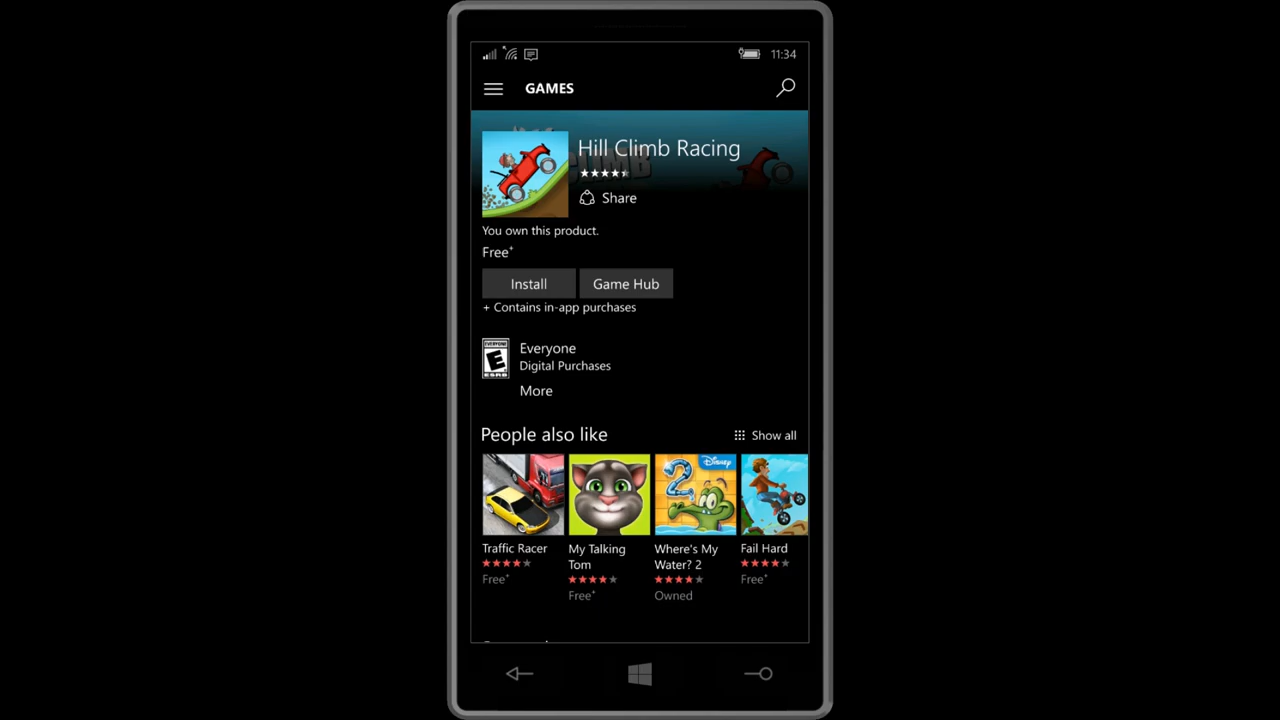 11:34
GAMES
Hill Climb Racing
Share
You own this product.
Free+
Install
Game Hub
+ Contains in-app purchases
EVERYONE
E
ESRB
Everyone
Digital Purchases
More
People also like
Show all
Disney
2
Traffic Racer
Free+
My Talking
Tom
Free+
Where's My
Water? 2
Owned
Fail Hard
Free+